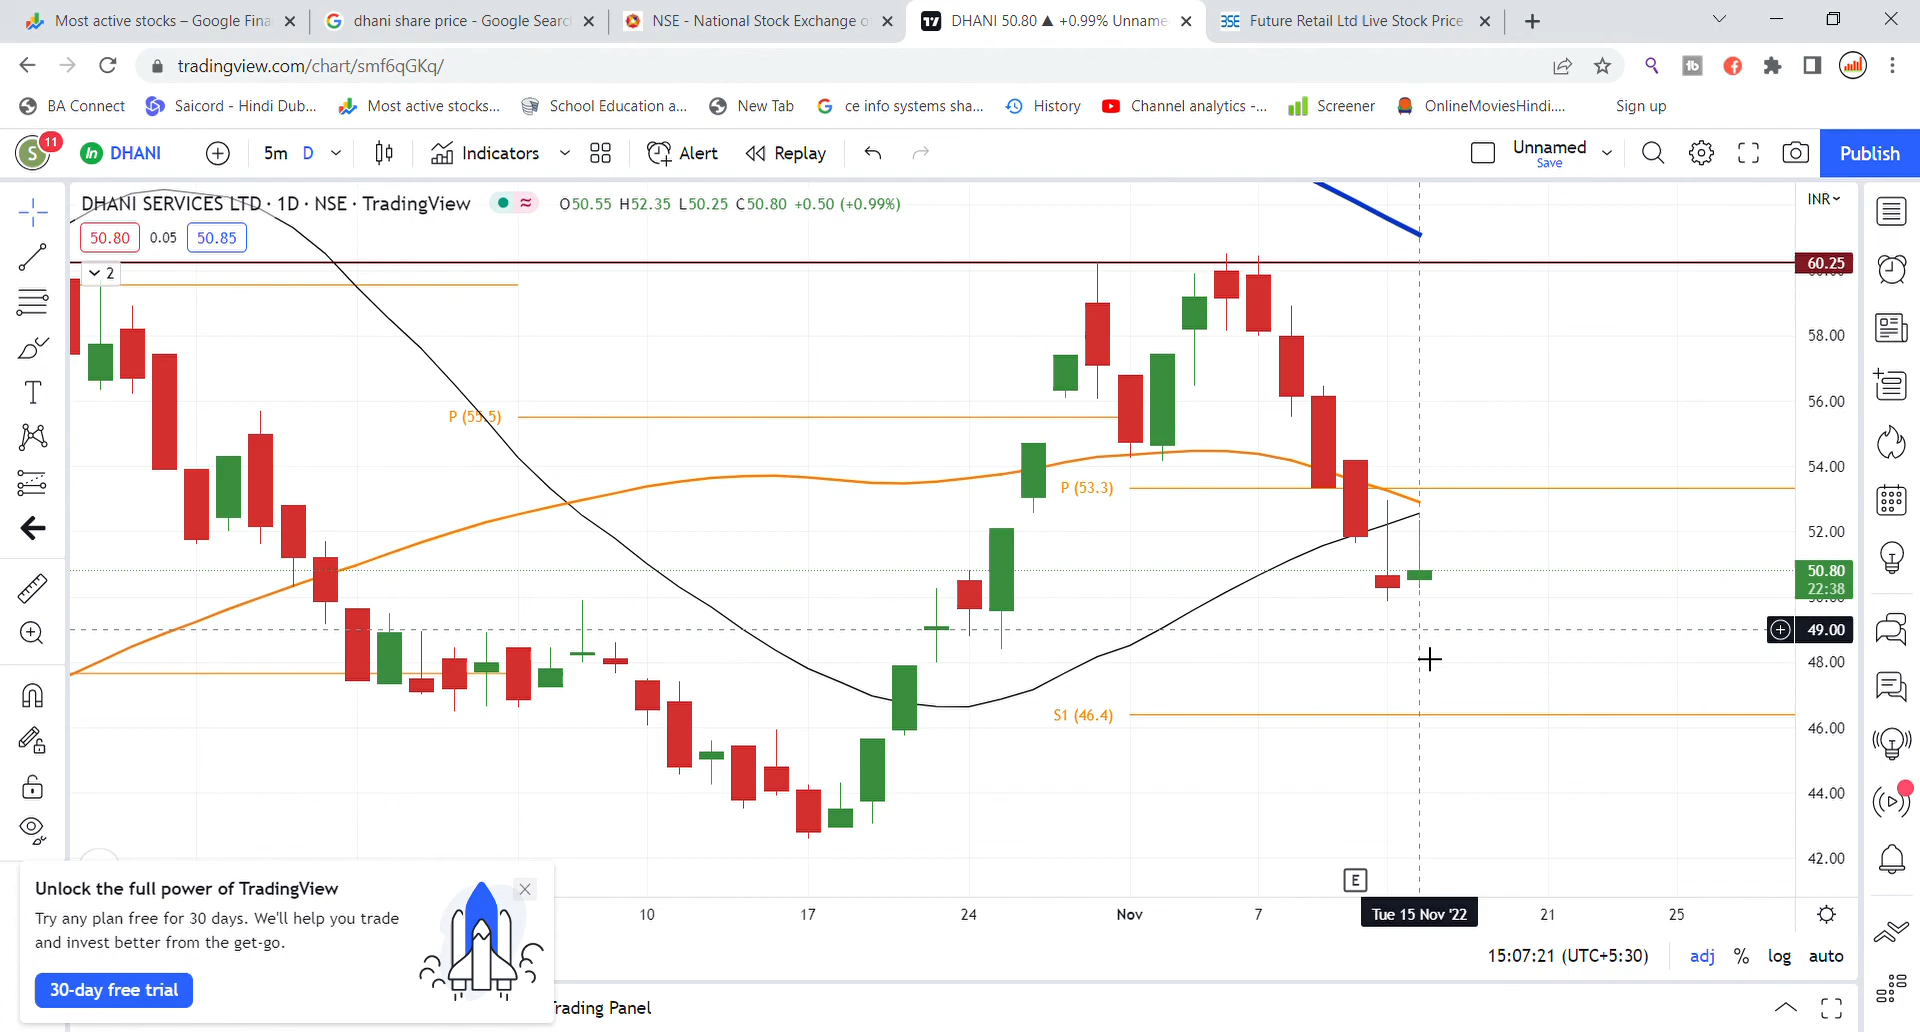 Most active stocks – Google Fina
dhani share price - Google Searc
NSE - National Stock Exchange o
DHANI 50.80 ▲ +0.99% Unname
Future Retail Ltd Live Stock Price
tradingview.com/chart/smf6qGKq/
BA Connect
Saicord - Hindi Dub...
Most active stocks...
School Education a...
New Tab
ce info systems sha...
History
Channel analytics -...
Screener
OnlineMoviesHindi....
Sign up
S 11 DHANI 5m D Indicators Alert Replay Unnamed Save Publish
DHANI SERVICES LTD · 1D · NSE · TradingView O50.55 H52.35 L50.25 C50.80 +0.50 (+0.99%)
INR
50.80 0.05 50.85
2
60.25
58.00
P (55.5)
56.00
54.00
P (53.3)
52.00
50.80
22:38
49.00
48.00
S1 (46.4)
46.00
44.00
42.00
E
10 17 24 Nov 7 Tue 15 Nov '22 21 25
Unlock the full power of TradingView
Try any plan free for 30 days. We'll help you trade
and invest better from the get-go.
30-day free trial
15:07:21 (UTC+5:30) adj % log auto
rading Panel